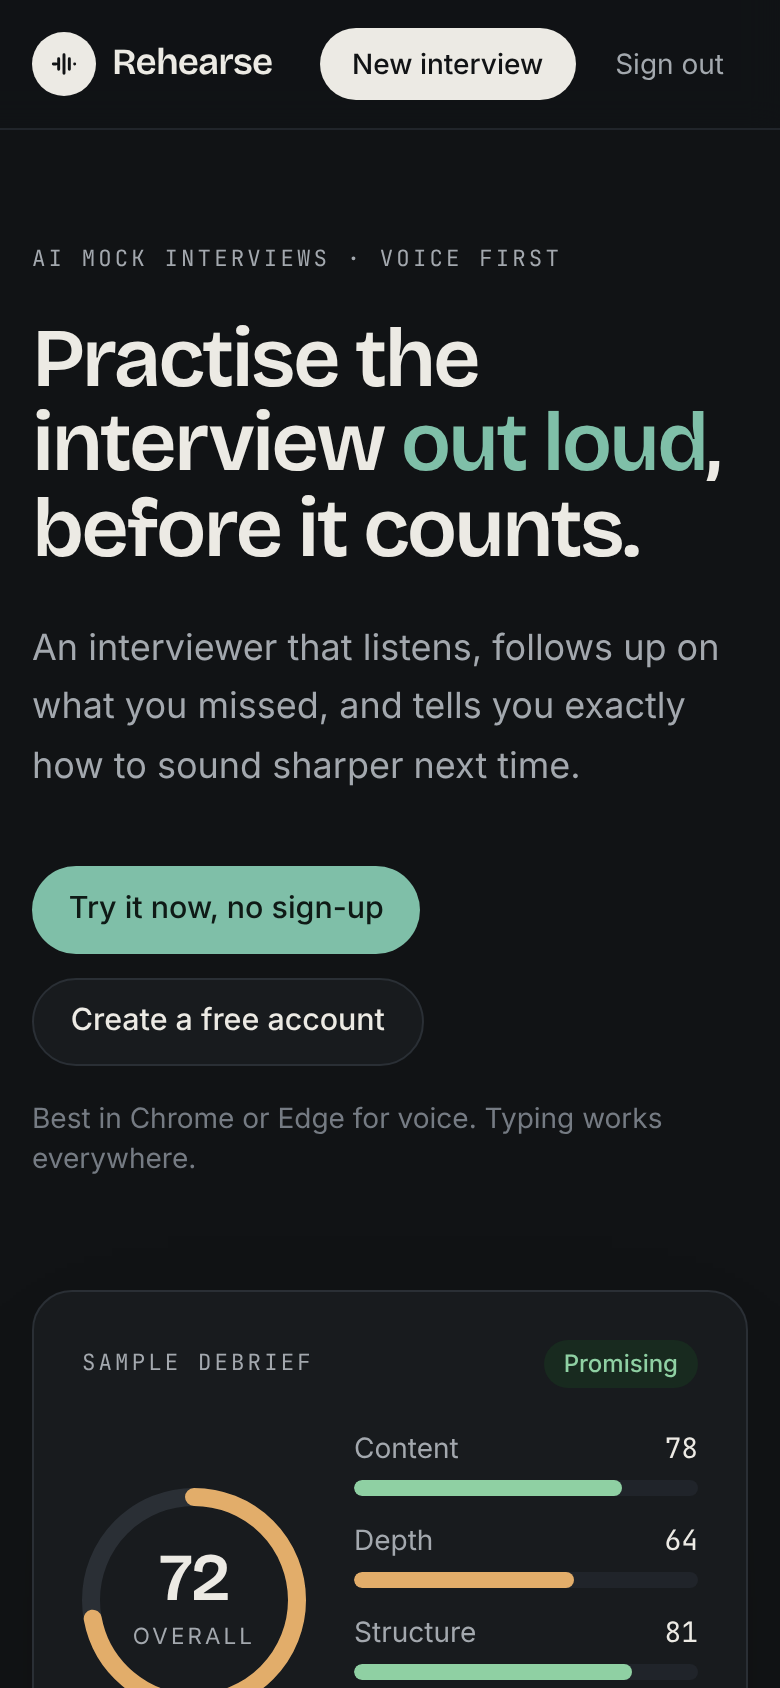 Rehearse
New interview
Sign out
AI MOCK INTERVIEWS · VOICE FIRST
Practise the
interview out loud,
before it counts.
An interviewer that listens, follows up on
what you missed, and tells you exactly
how to sound sharper next time.
Try it now, no sign-up
Create a free account
Best in Chrome or Edge for voice. Typing works
everywhere.
SAMPLE DEBRIEF
Promising
72
OVERALL
Content 78
Depth 64
Structure 81